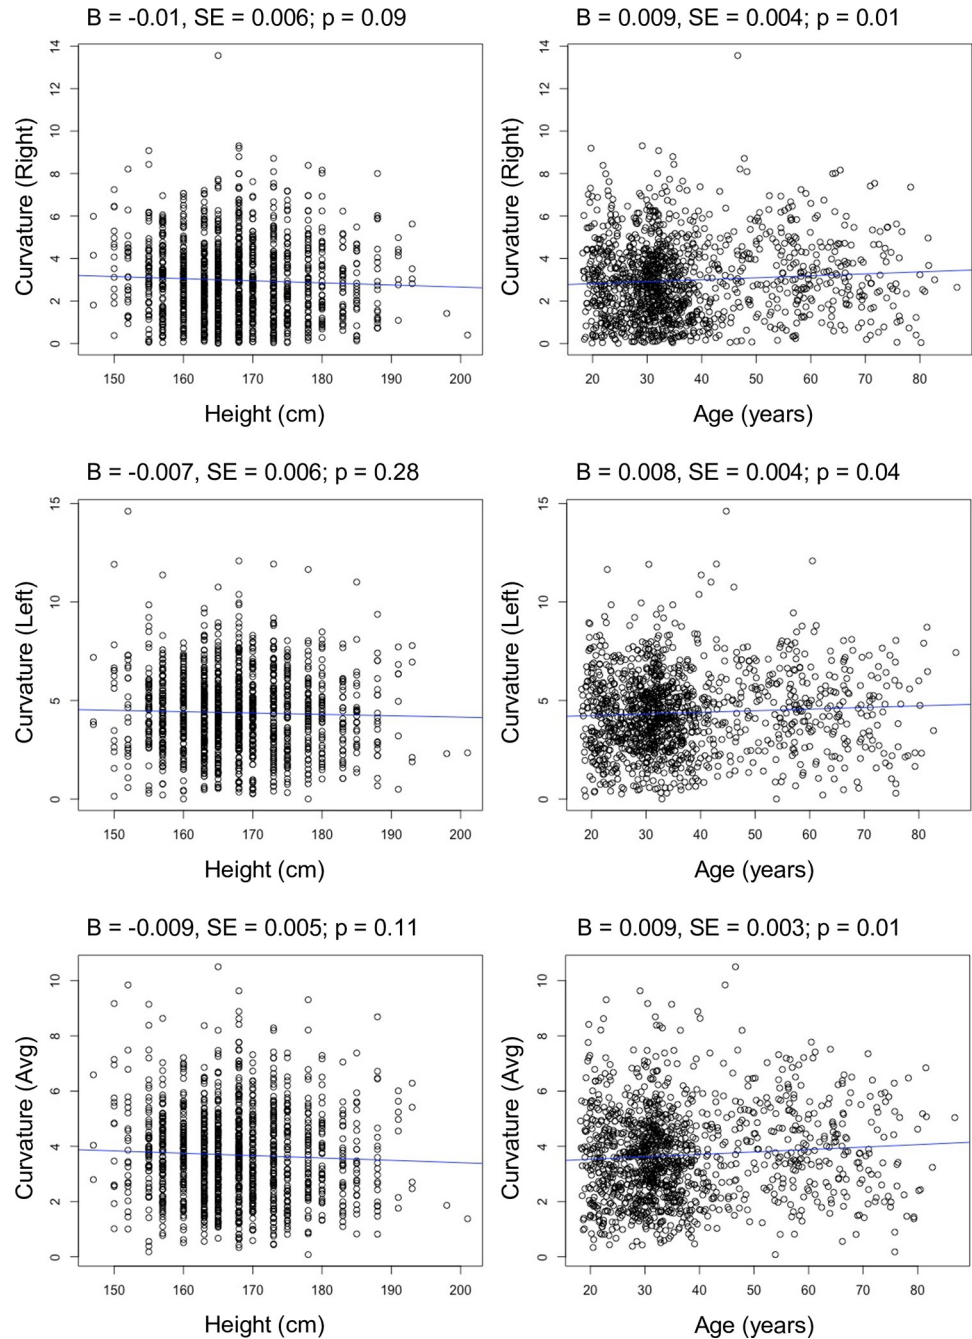 B = -0.01, SE = 0.006; p = 0.09
Curvature (Right)
14
12
10
8
6
4
2
0
150 160 170 180 190 200
Height (cm)
B = 0.009, SE = 0.004; p = 0.01
Curvature (Right)
14
12
10
8
6
4
2
0
20 30 40 50 60 70 80
Age (years)
B = -0.007, SE = 0.006; p = 0.28
Curvature (Left)
15
10
5
0
150 160 170 180 190 200
Height (cm)
B = 0.008, SE = 0.004; p = 0.04
Curvature (Left)
15
10
5
0
20 30 40 50 60 70 80
Age (years)
B = -0.009, SE = 0.005; p = 0.11
Curvature (Avg)
10
8
6
4
2
0
150 160 170 180 190 200
Height (cm)
B = 0.009, SE = 0.003; p = 0.01
Curvature (Avg)
10
8
6
4
2
0
20 30 40 50 60 70 80
Age (years)